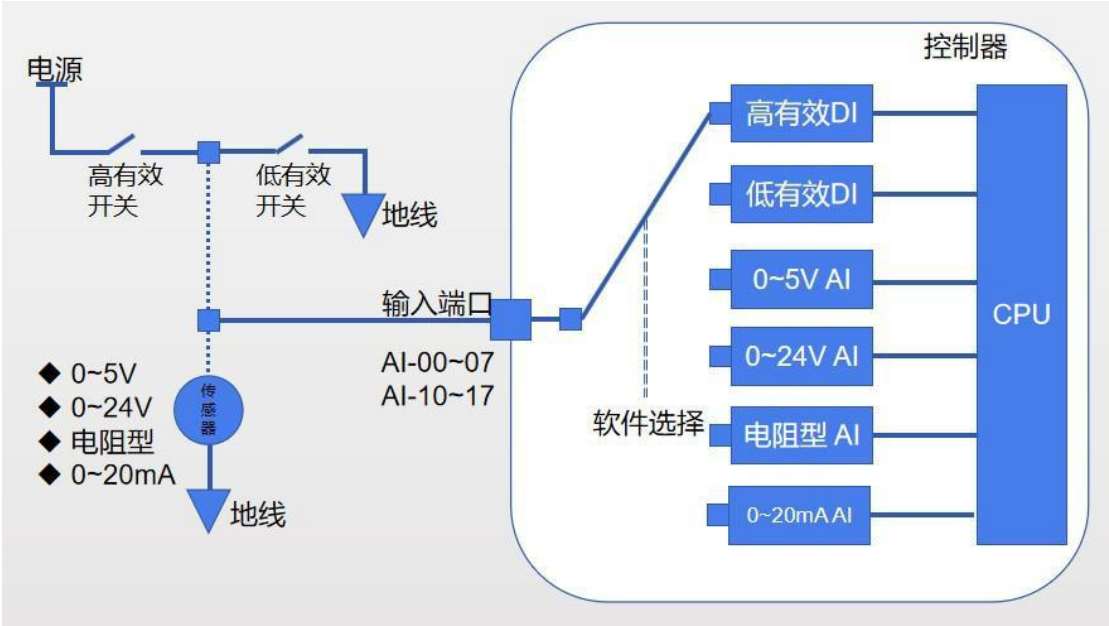 控制器
电源
高有效
开关
低有效
开关
地线
输入端口
AI-00~07
AI-10~17
◆ 0~5V
◆ 0~24V
◆ 电阻型
◆ 0~20mA
传
感
器
地线
软件选择
高有效DI
低有效DI
0~5V AI
0~24V AI
电阻型 AI
0~20mA AI
CPU